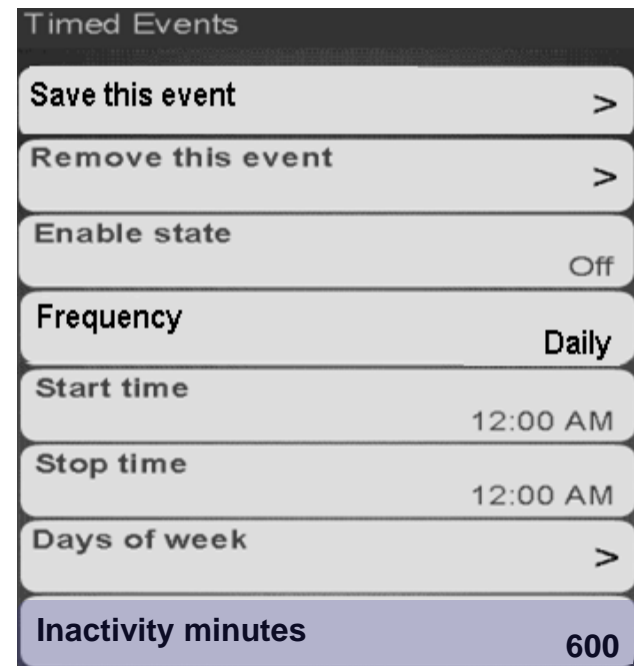 Timed Events
Save this event
>
Remove this event
>
Enable state
Off
Frequency
Daily
Start time
12:00 AM
Stop time
12:00 AM
Days of week
>
Inactivity minutes
600